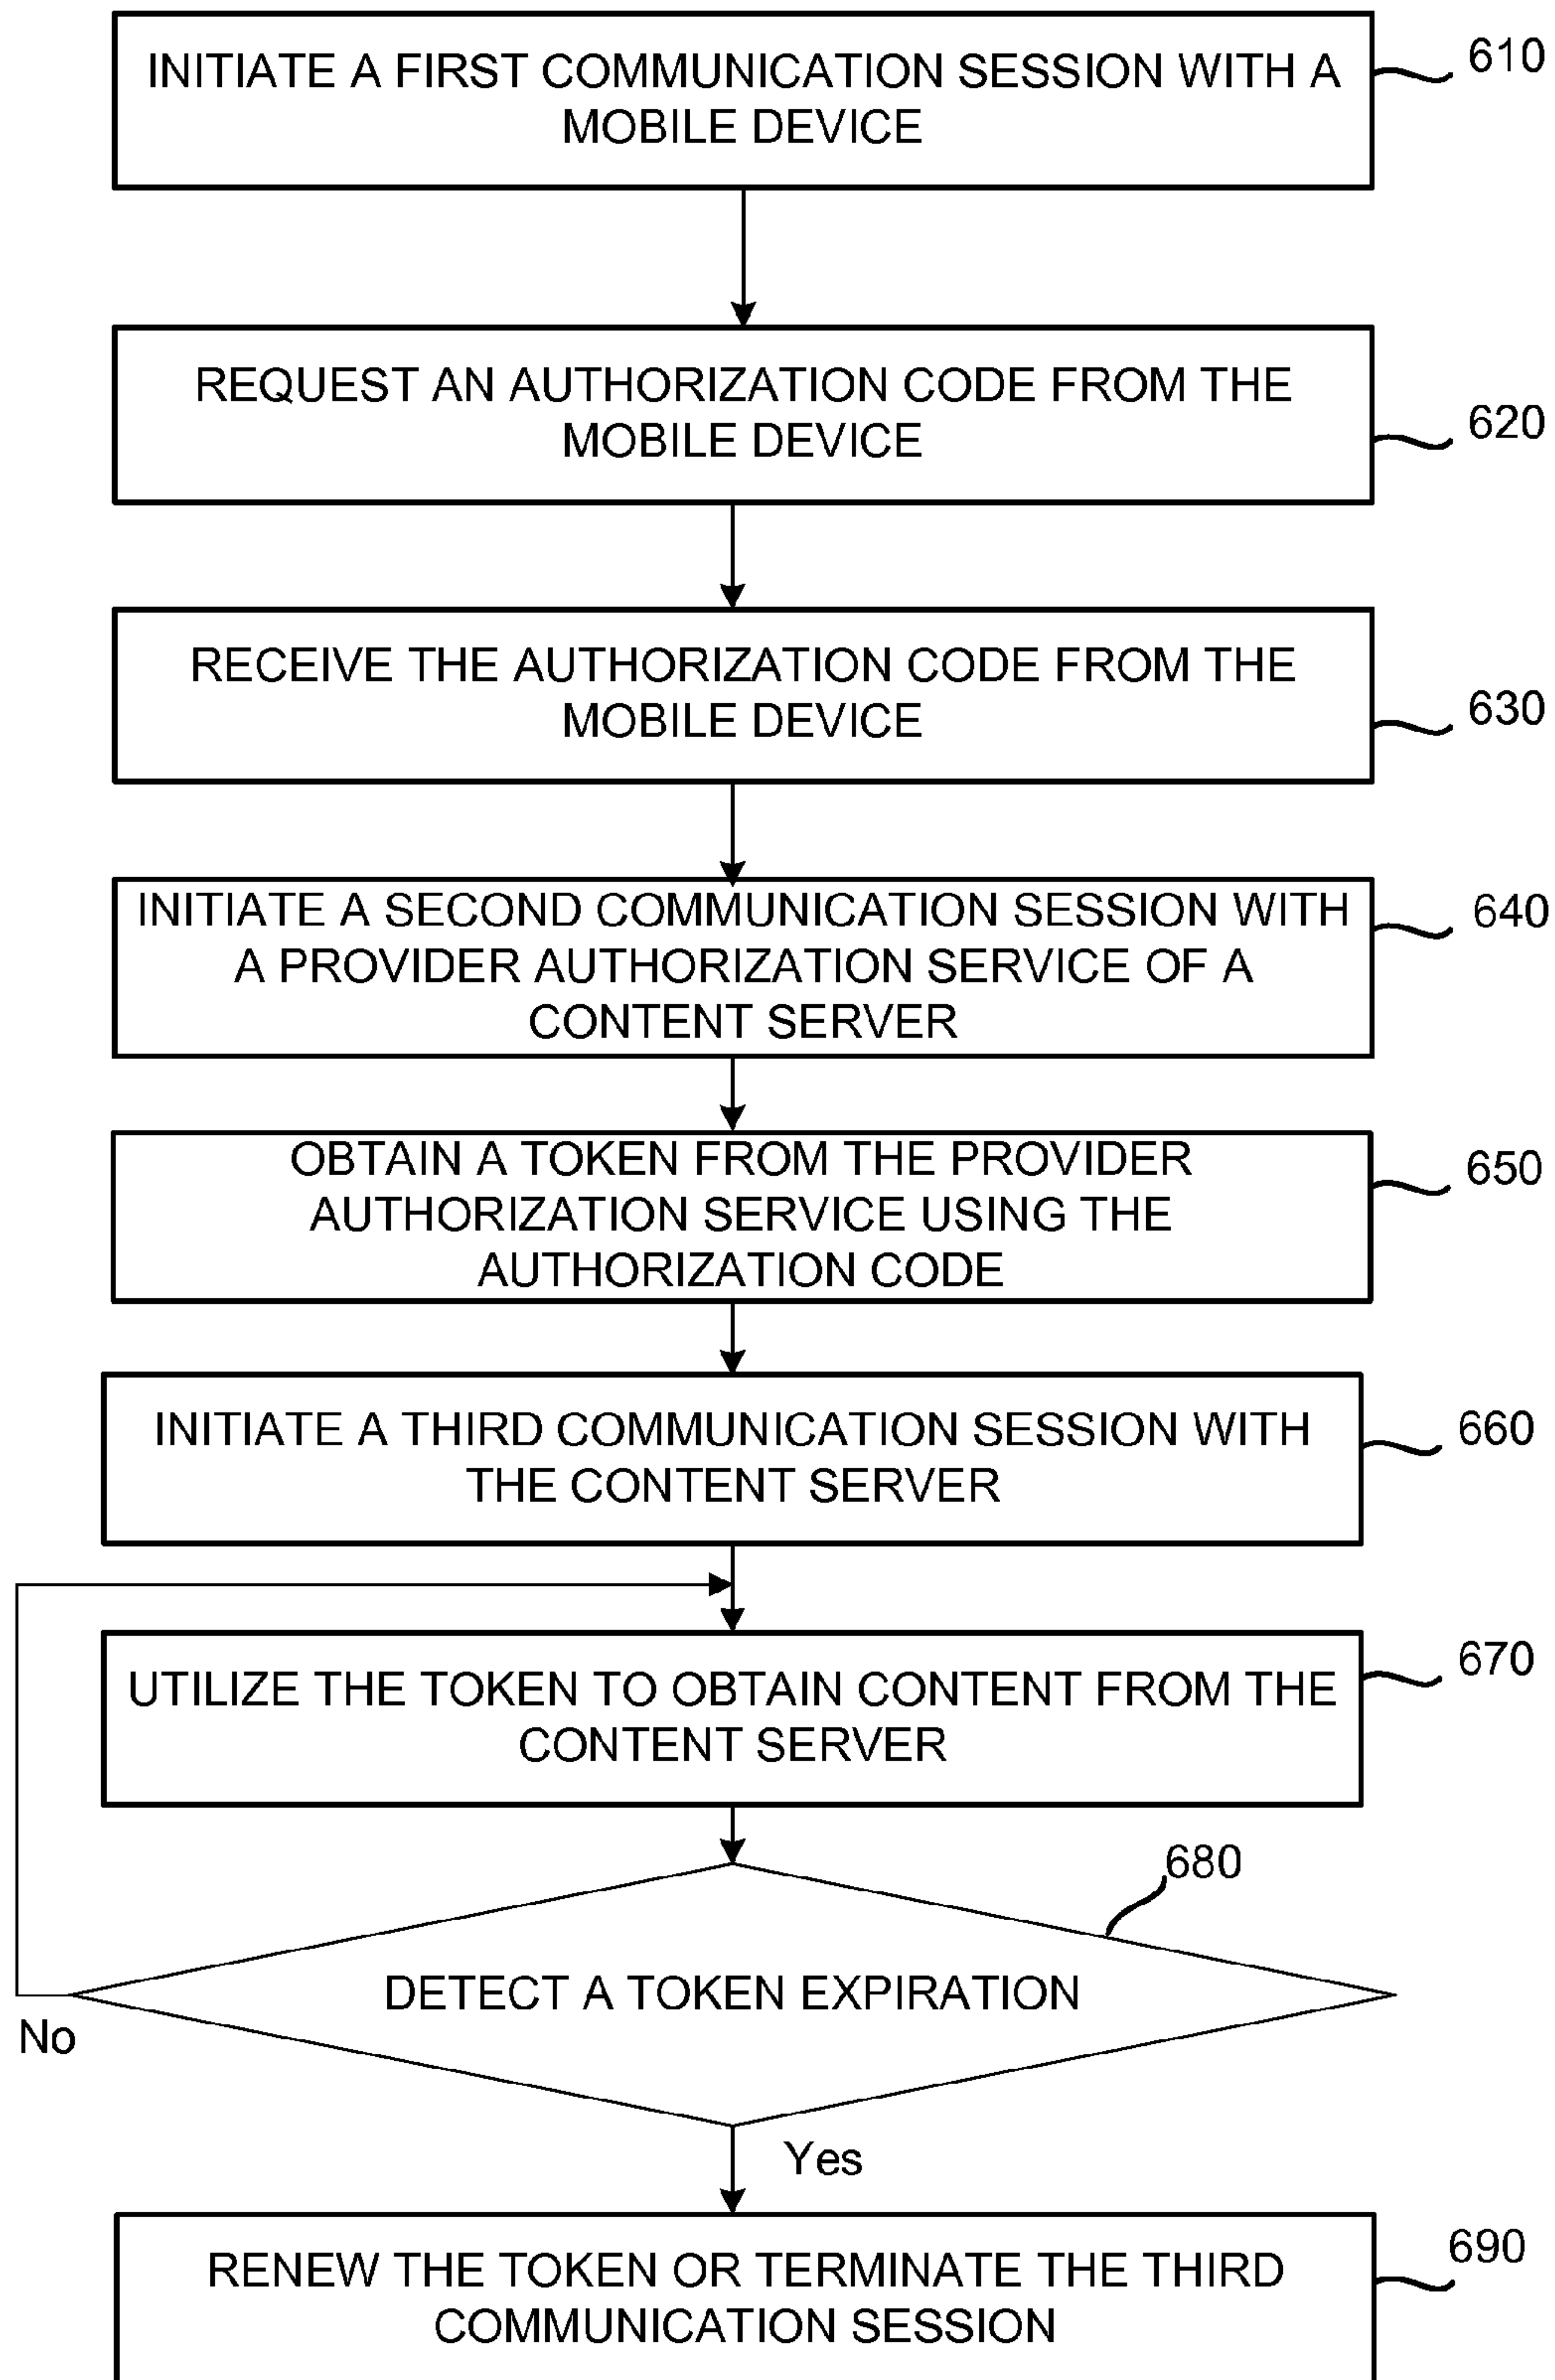 INITIATE A FIRST COMMUNICATION SESSION WITH A
MOBILE DEVICE
610
REQUEST AN AUTHORIZATION CODE FROM THE
MOBILE DEVICE
620
RECEIVE THE AUTHORIZATION CODE FROM THE
MOBILE DEVICE
630
INITIATE A SECOND COMMUNICATION SESSION WITH
A PROVIDER AUTHORIZATION SERVICE OF A
CONTENT SERVER
640
OBTAIN A TOKEN FROM THE PROVIDER
AUTHORIZATION SERVICE USING THE
AUTHORIZATION CODE
650
INITIATE A THIRD COMMUNICATION SESSION WITH
THE CONTENT SERVER
660
UTILIZE THE TOKEN TO OBTAIN CONTENT FROM THE
CONTENT SERVER
670
680
DETECT A TOKEN EXPIRATION
No
Yes
RENEW THE TOKEN OR TERMINATE THE THIRD
COMMUNICATION SESSION
690